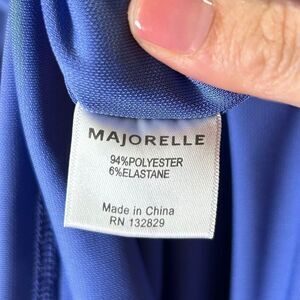 MAJORELLE
94%POLYESTER
6%ELASTANE
Made in China
RN 132829